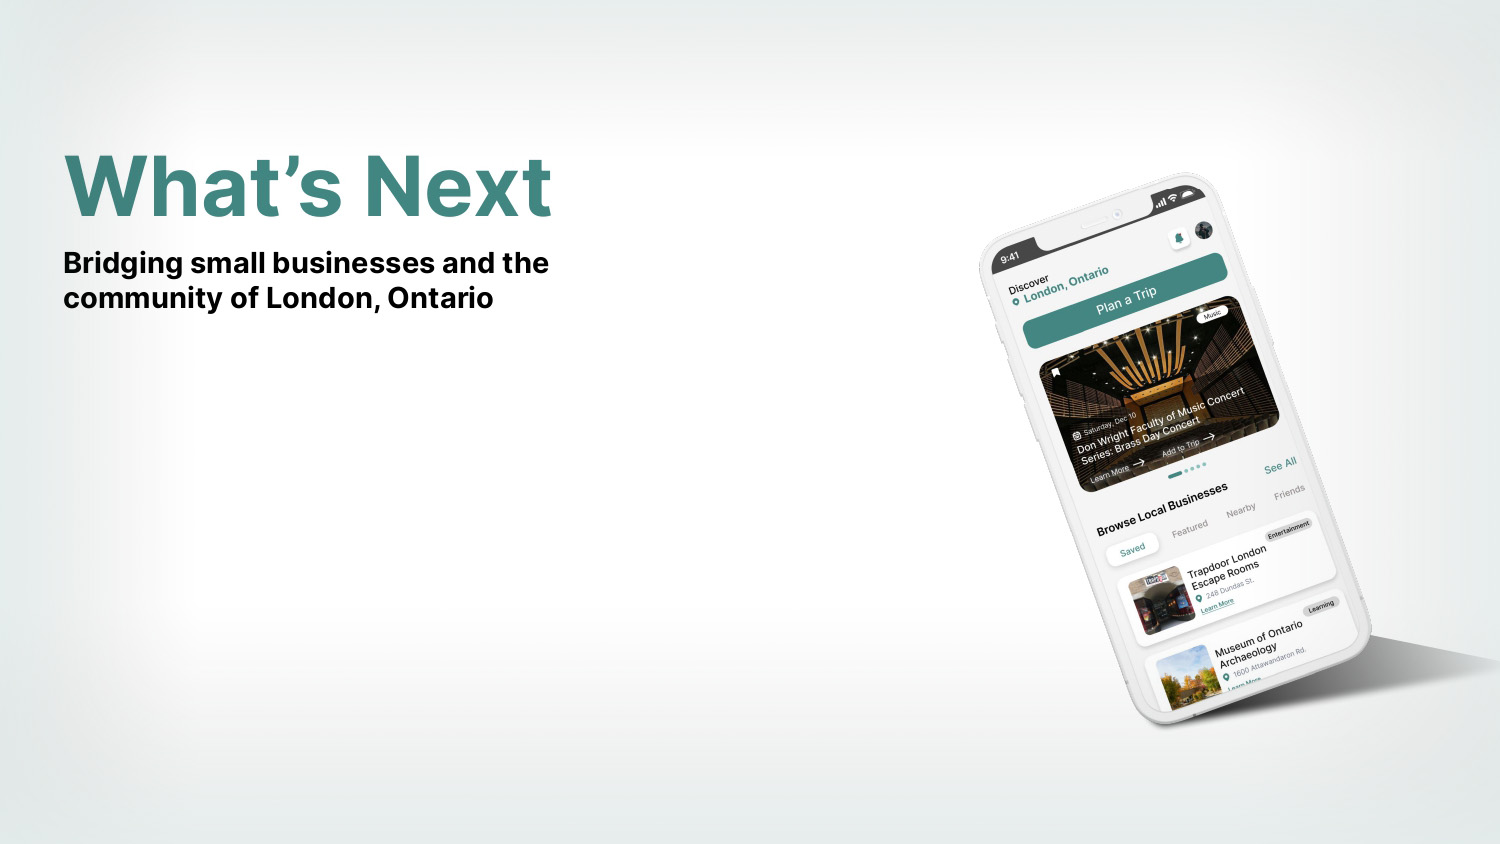 What’s Next
Bridging small businesses and the
community of London, Ontario
9:41
Discover
London, Ontario
Plan a Trip
Music
Saturday, Dec 10
Don Wright Faculty of Music Concert
Series: Brass Day Concert
Learn More
Add to Trip
Browse Local Businesses
See All
Saved
Featured
Nearby
Friends
Entertainment
Trapdoor London
Escape Rooms
248 Dundas St.
Learn More
Learning
Museum of Ontario
Archaeology
1600 Attawandaron Rd.
Learn More